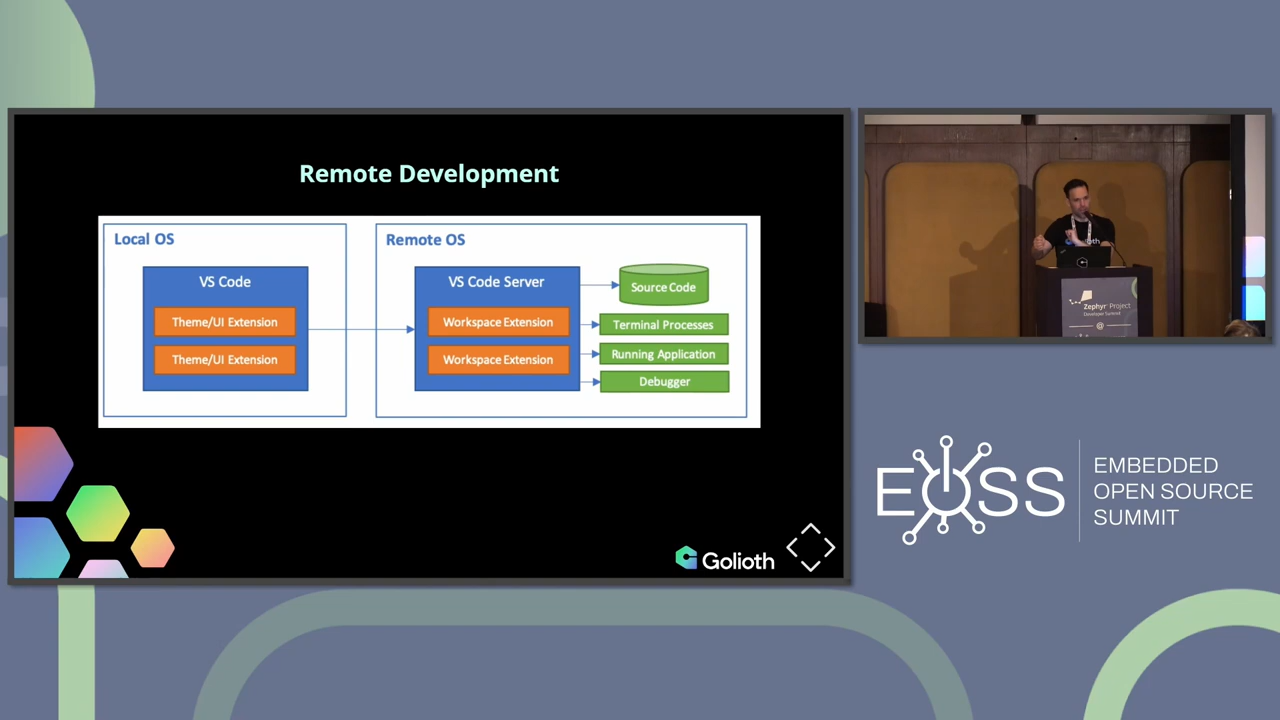 Remote Development
Local OS
VS Code
Theme/UI Extension
Theme/UI Extension
Remote OS
VS Code Server
Workspace Extension
Workspace Extension
Source Code
Terminal Processes
Running Application
Debugger
Golioth
Zephyr Project
Developer Summit
@
EOSS
EMBEDDED
OPEN SOURCE
SUMMIT